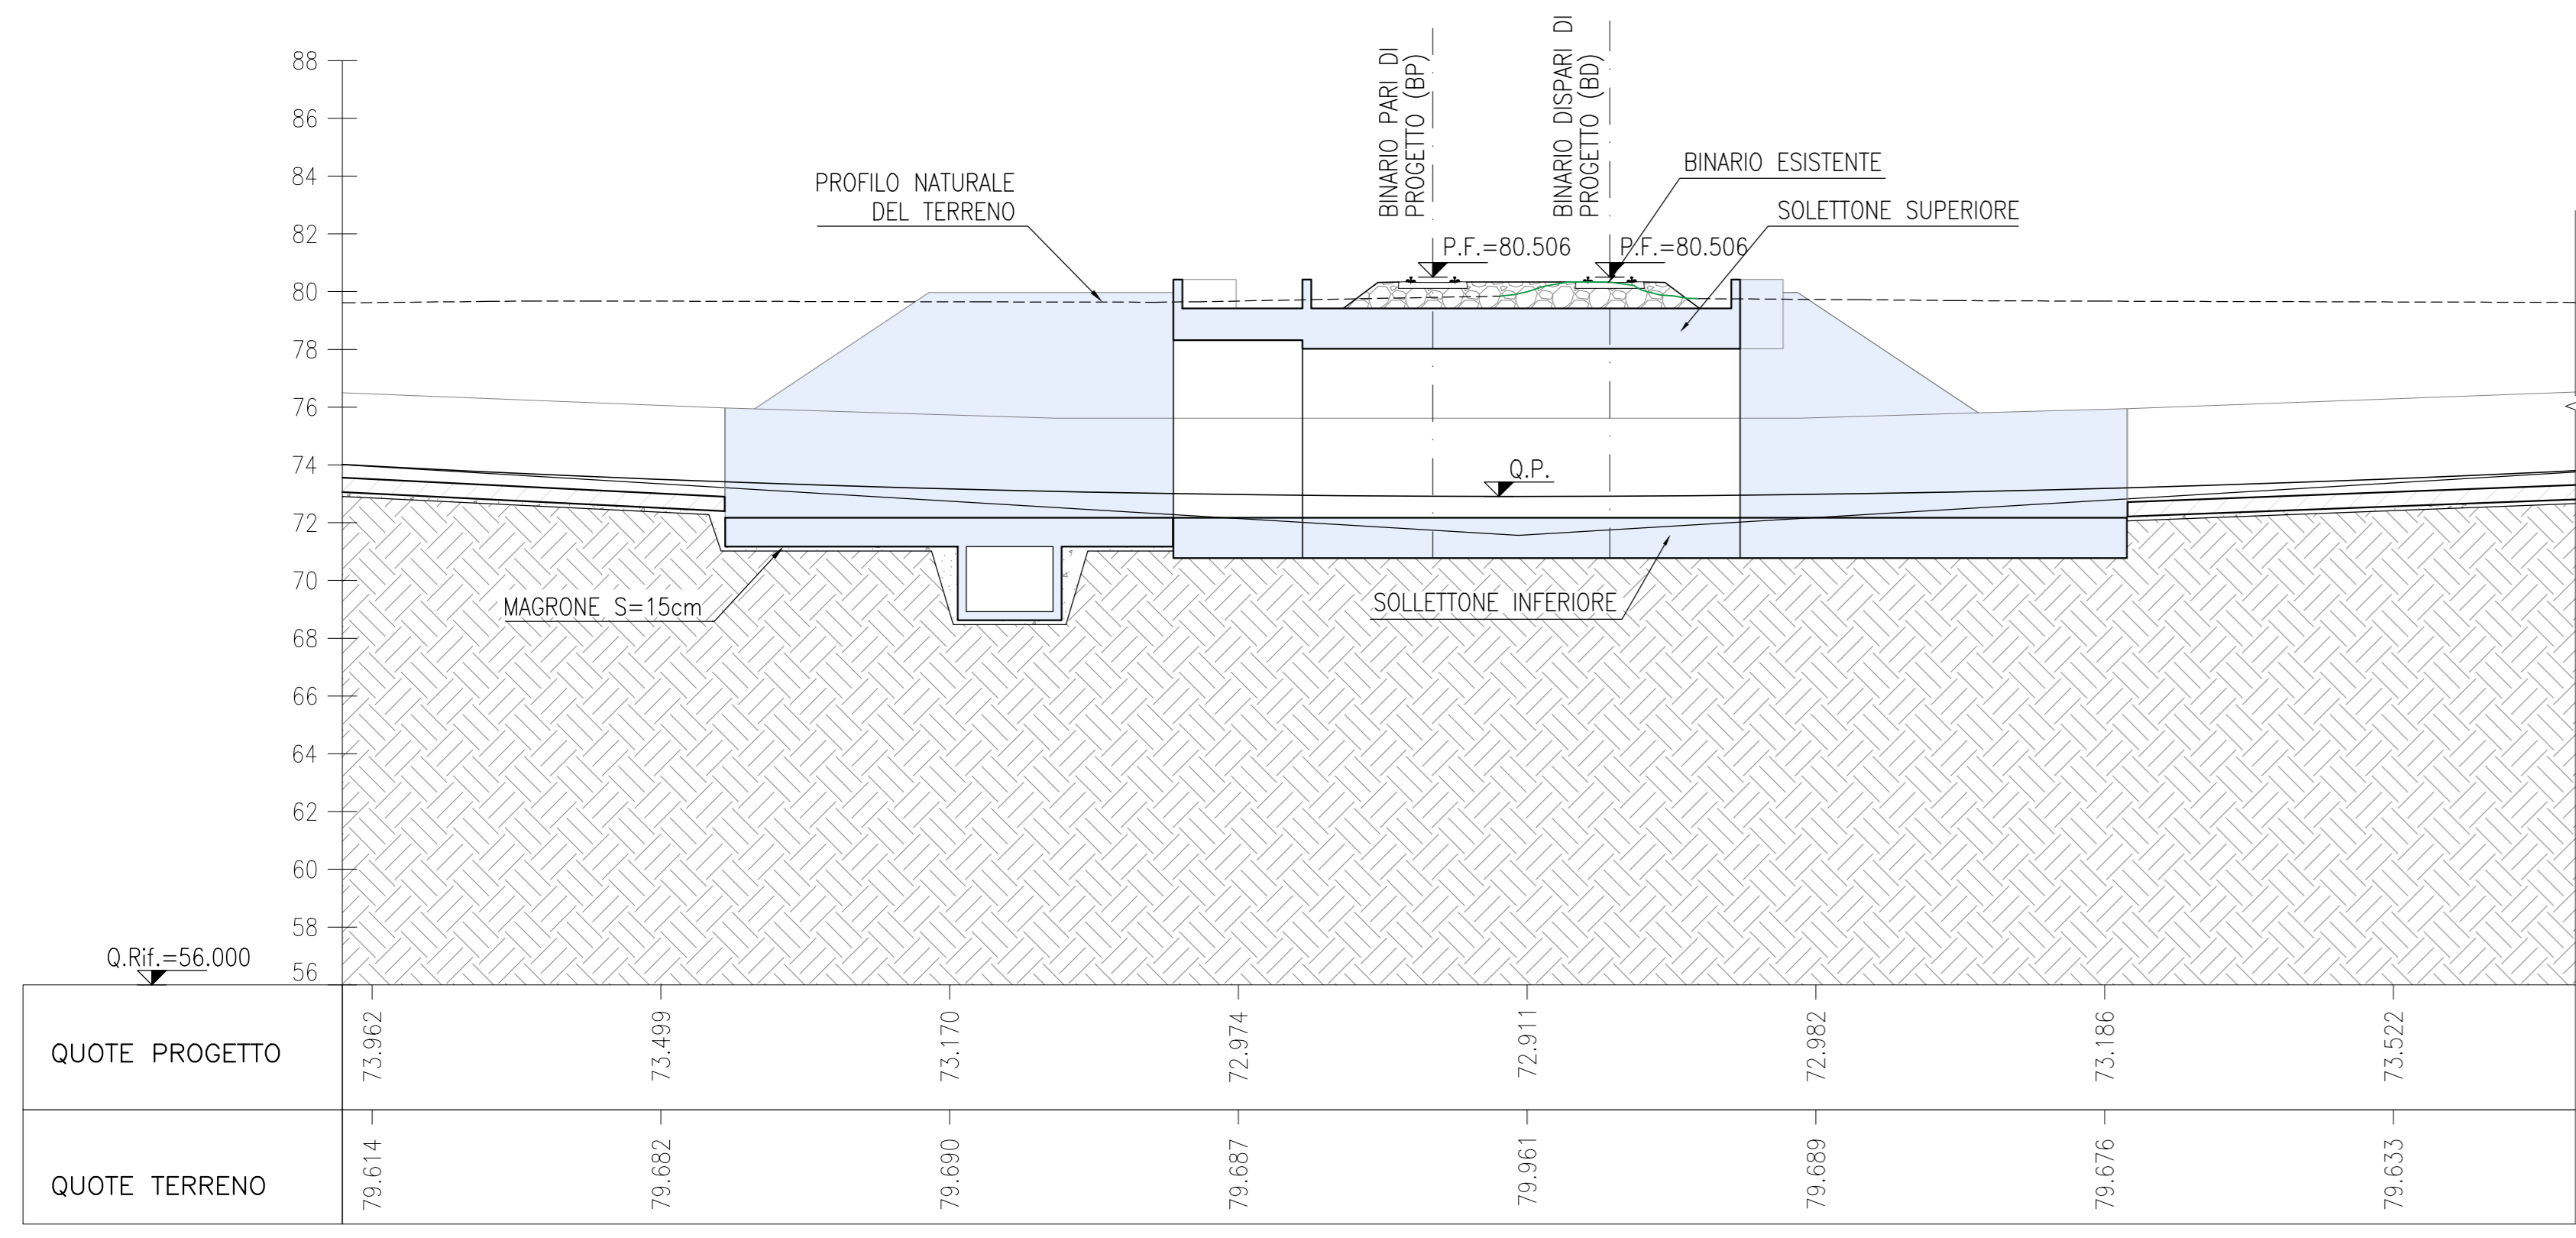 BINARIO PARI DI
PROGETTO (BP)
BINARIO DISPARI DI
PROGETTO (BD)
88
86
84
82
80
78
76
74
72
70
68
66
64
62
60
58
56
PROFILO NATURALE
DEL TERRENO
BINARIO ESISTENTE
SOLETTONE SUPERIORE
P.F.=80.506
P.F.=80.506
Q.P.
MAGRONE S=15cm
SOLLETTONE INFERIORE
Q.Rif.=56.000
QUOTE PROGETTO
73.962
73.499
73.170
72.974
72.911
72.982
73.186
73.522
QUOTE TERRENO
79.614
79.682
79.690
79.687
79.961
79.689
79.676
79.633